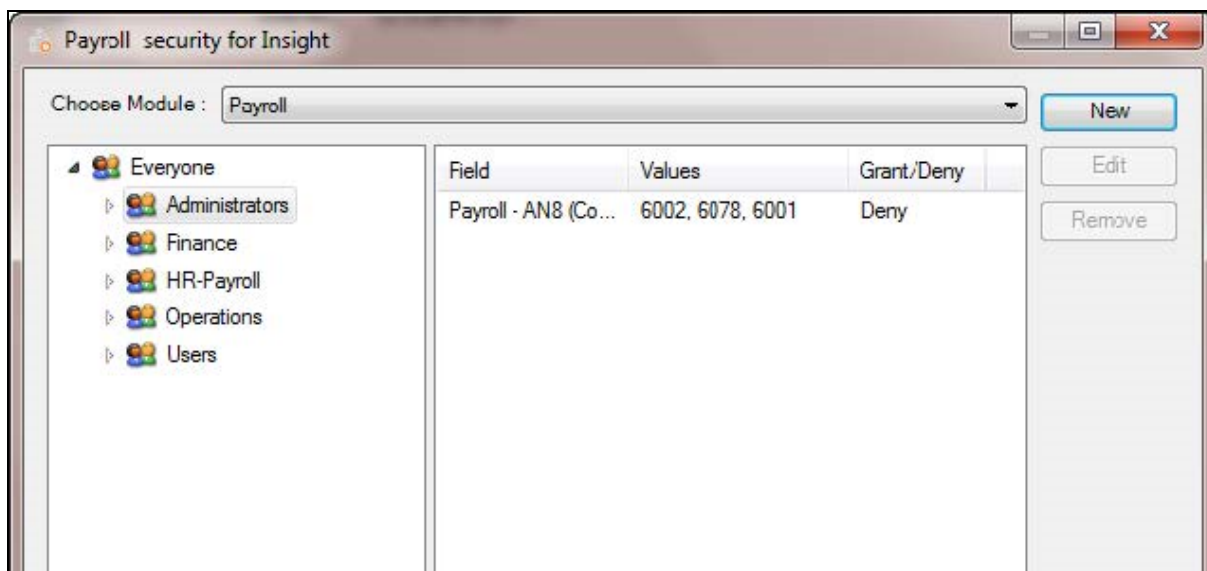 Payroll security for Insight
Choose Module : Payroll
New
Everyone
Administrators
Finance
HR-Payroll
Operations
Users
Field Values Grant/Deny
Payroll - AN8 (Co... 6002, 6078, 6001 Deny
Edit
Remove